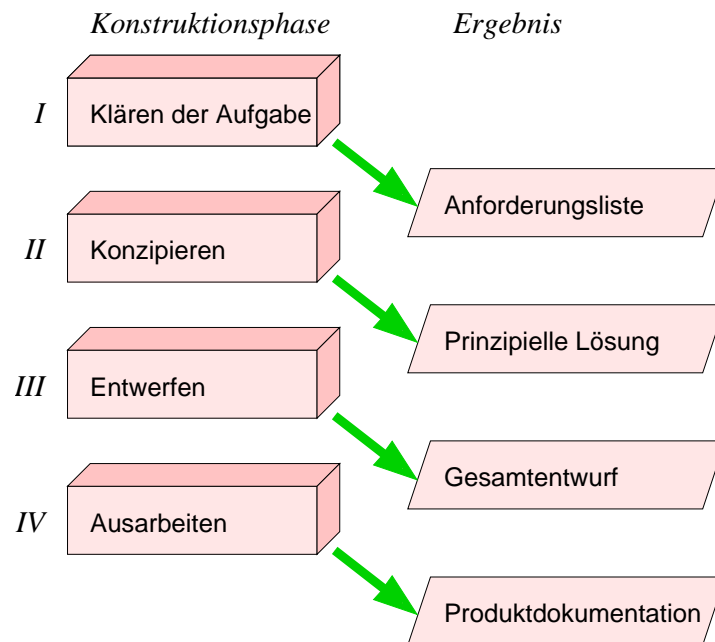 Konstruktionsphase Ergebnis
I Klären der Aufgabe
Anforderungsliste
II Konzipieren
Prinzipielle Lösung
III Entwerfen
Gesamtentwurf
IV Ausarbeiten
Produktdokumentation